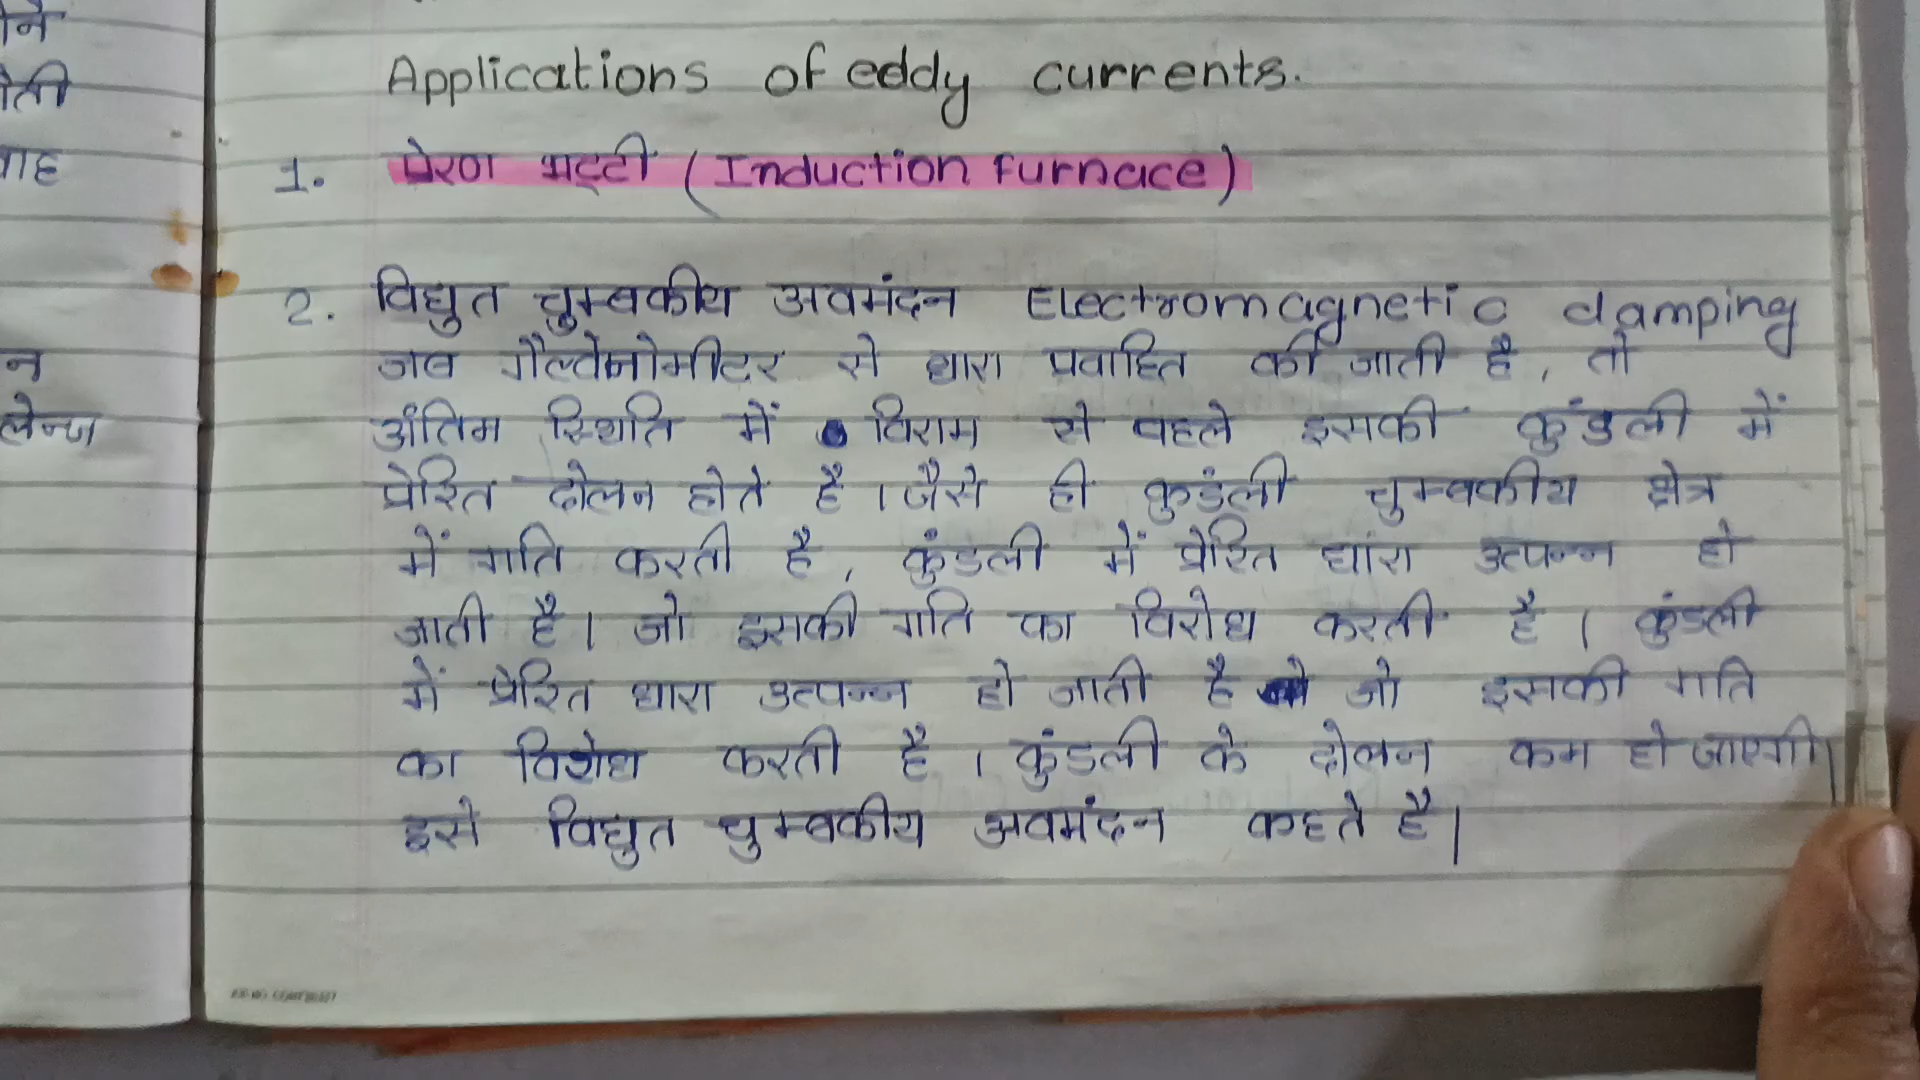 ने
ती
गह
न
लेन्ज
Applications of eddy currents.
1. प्रेरण भट्टी (Induction furnace)
2. विधुत चुम्बकीय अवमंदन Electromagnetic damping
जब गैल्वेनोमीटर से धारा प्रवाहित की जाती है, तो
अंतिम स्थिति में विराम से पहले इसकी कुंडली में
प्रेरित दोलन होते है । जैसे ही कुडंली चुम्बकीय क्षेत्र
में गति करती है, कुंडली में प्रेरित धांरा उत्पन्न हो
जाती है । जो इसकी गति का विरोध करती है । कुंडली
में प्रेरित धारा उत्पन्न हो जाती है जो इसकी गति
का विरोध करती है । कुंडली के दोलन कम हो जाएगी।
इसे विधुत चुम्बकीय अवमंदन कहते है।